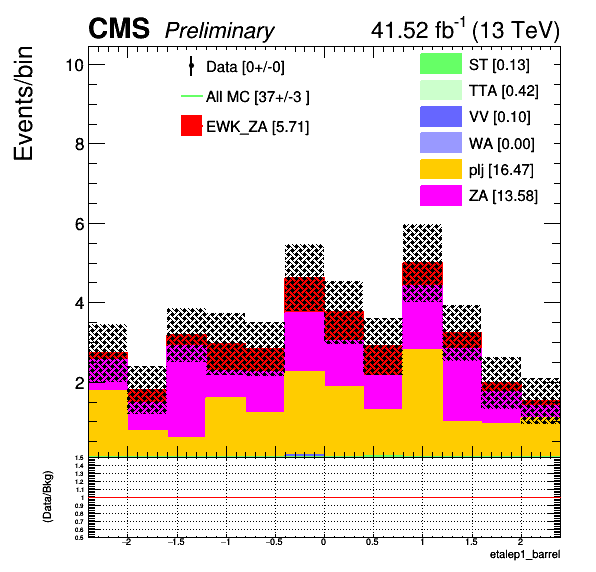 CMS Preliminary 41.52 fb-1 (13 TeV)
Events/bin
10
8
6
4
2
Data [0+/-0]
All MC [37+/-3 ]
EWK_ZA [5.71]
ST [0.13]
TTA [0.42]
VV [0.10]
WA [0.00]
plj [16.47]
ZA [13.58]
(Data/Bkg)
1.5
1.4
1.3
1.2
1.1
1
0.9
0.8
0.7
0.6
0.5
−2 −1.5 −1 −0.5 0 0.5 1 1.5 2
etalep1_barrel